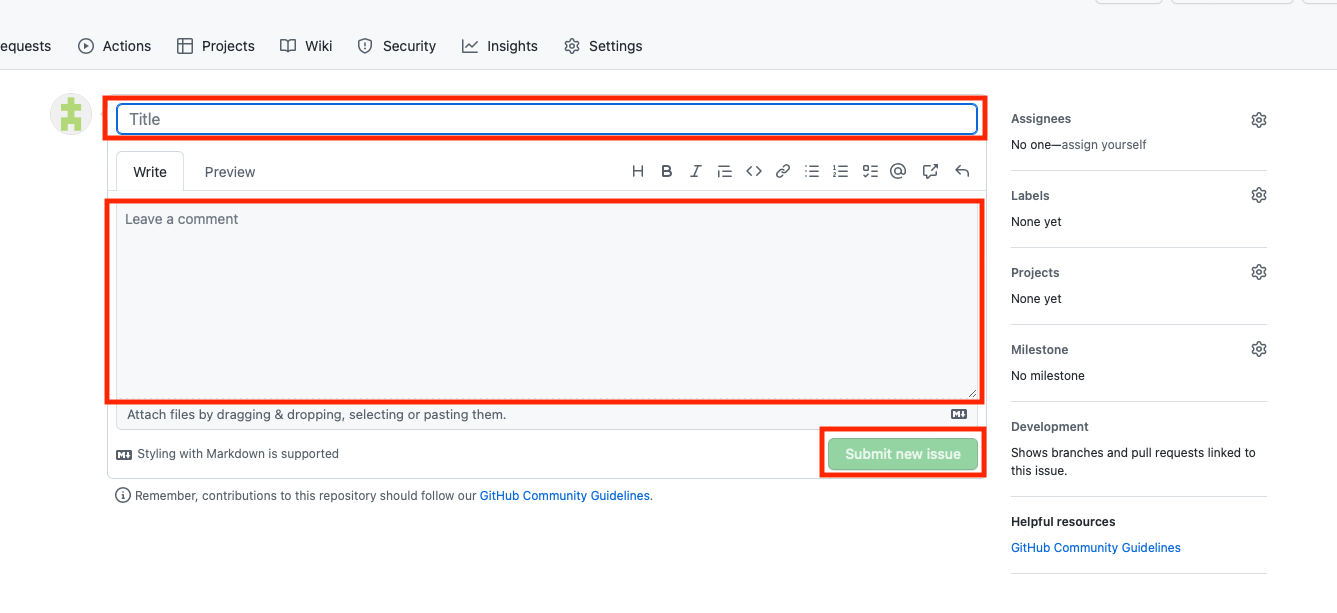 equests Actions Projects Wiki Security Insights Settings
Title
Write Preview
Leave a comment
Attach files by dragging & dropping, selecting or pasting them.
Styling with Markdown is supported
Submit new issue
Remember, contributions to this repository should follow our GitHub Community Guidelines.
Assignees
No one—assign yourself
Labels
None yet
Projects
None yet
Milestone
No milestone
Development
Shows branches and pull requests linked to
this issue.
Helpful resources
GitHub Community Guidelines